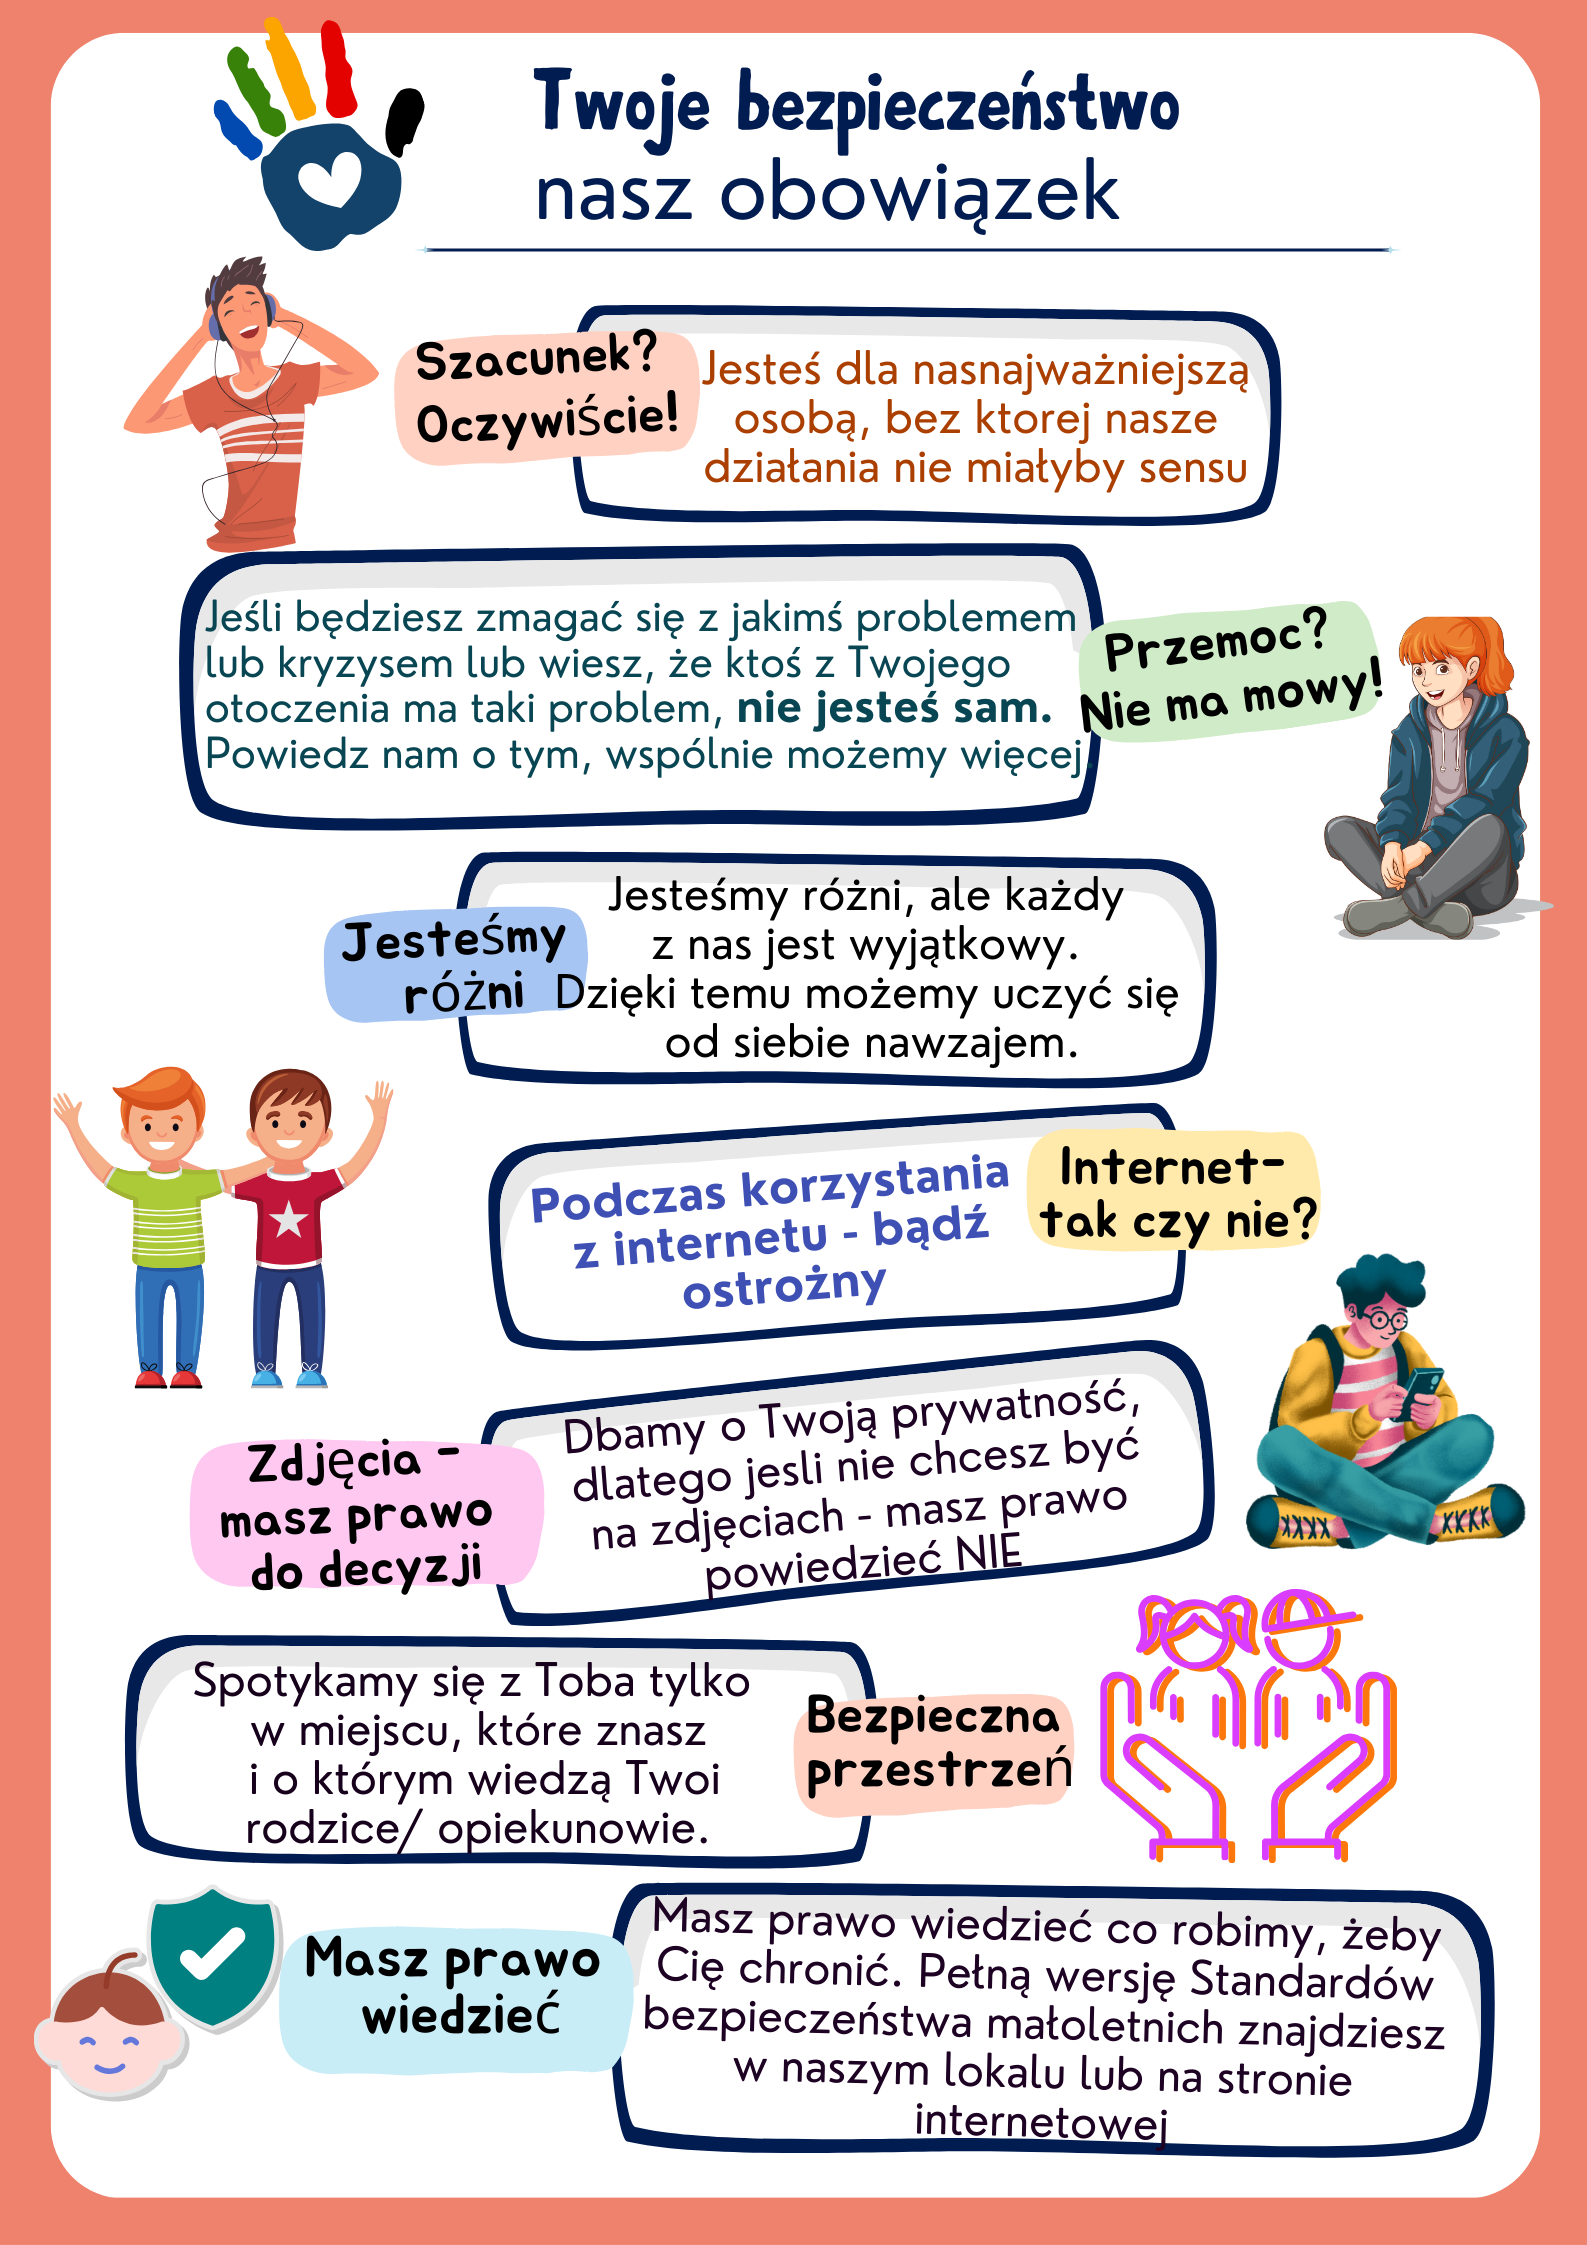 Twoje bezpieczeństwo
nasz obowiązek
Szacunek?
Oczywiście!
Jesteś dla nasnajważniejszą
osobą, bez ktorej nasze
działania nie miałyby sensu
Jeśli będziesz zmagać się z jakimś problemem
lub kryzysem lub wiesz, że ktoś z Twojego
otoczenia ma taki problem, nie jesteś sam.
Powiedz nam o tym, wspólnie możemy więcej.
Przemoc?
Nie ma mowy!
Jesteśmy
różni
Jesteśmy różni, ale każdy
z nas jest wyjątkowy.
Dzięki temu możemy uczyć się
od siebie nawzajem.
Podczas korzystania
z internetu - bądź
ostrożny
Internet-
tak czy nie?
Zdjęcia -
masz prawo
do decyzji
Dbamy o Twoją prywatność,
dlatego jesli nie chcesz być
na zdjęciach - masz prawo
powiedzieć NIE
Spotykamy się z Toba tylko
w miejscu, które znasz
i o którym wiedzą Twoi
rodzice/ opiekunowie.
Bezpieczna
przestrzeń
Masz prawo
wiedzieć
Masz prawo wiedzieć co robimy, żeby
Cię chronić. Pełną wersję Standardów
bezpieczeństwa małoletnich znajdziesz
w naszym lokalu lub na stronie
internetowej